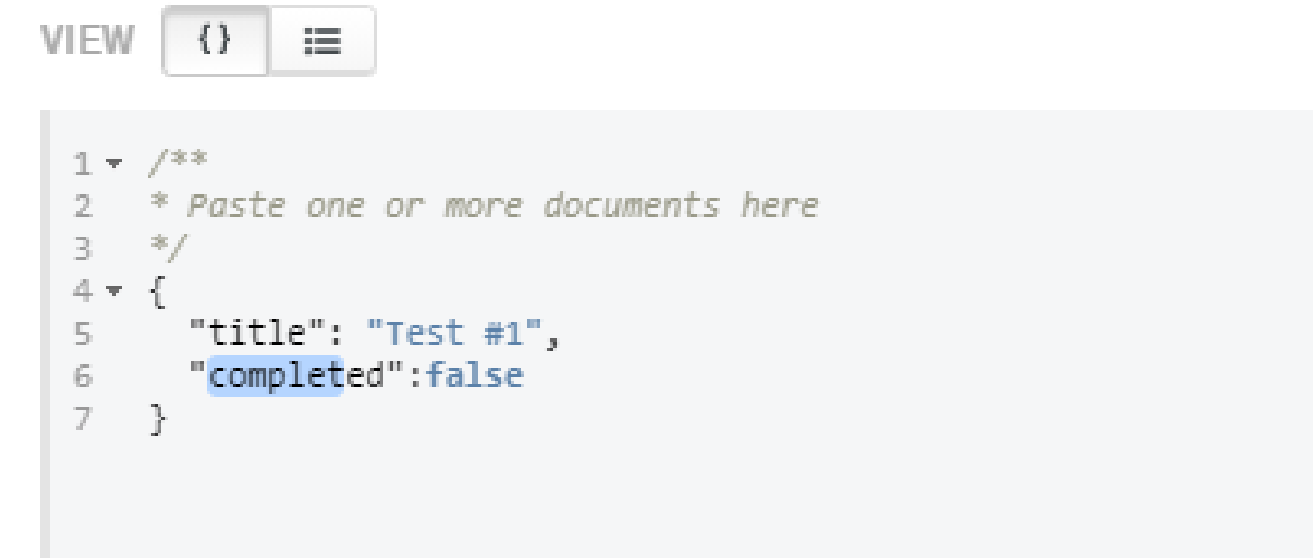 VIEW {}
1 /**
2 * Paste one or more documents here
3 */
4 {
5 "title": "Test #1",
6 "completed":false
7 }